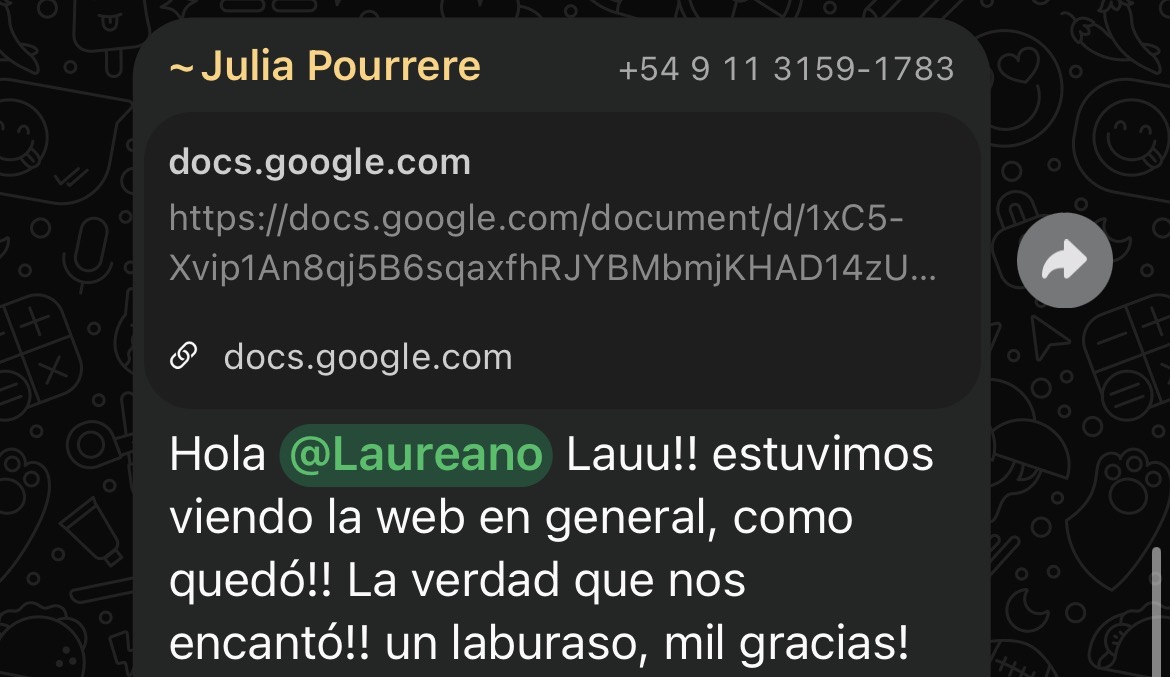 ~Julia Pourrere +54 9 11 3159-1783
docs.google.com
https://docs.google.com/document/d/1xC5-
Xvip1An8qj5B6sqaxfhRJYBMbmjKHAD14zU...
docs.google.com
Hola @Laureano Lauu!! estuvimos
viendo la web en general, como
quedó!! La verdad que nos
encantó!! un laburaso, mil gracias!